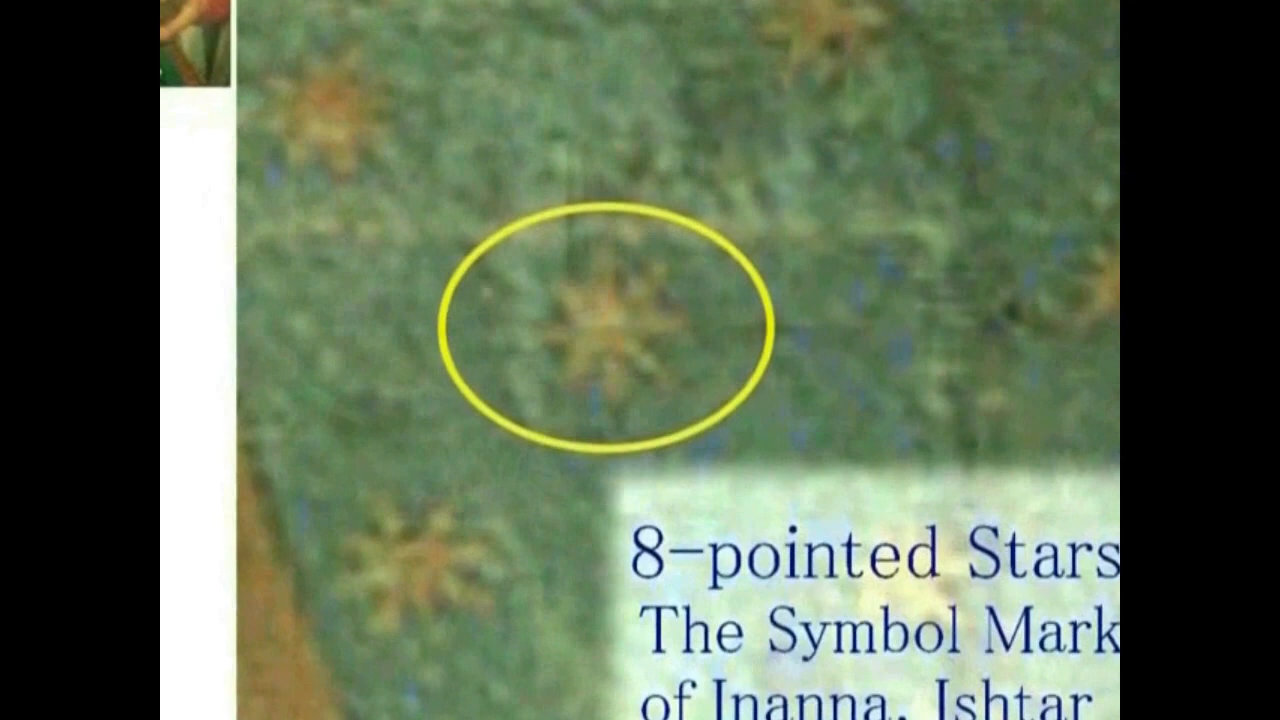 8-pointed Stars
The Symbol Mark
of Inanna, Ishtar